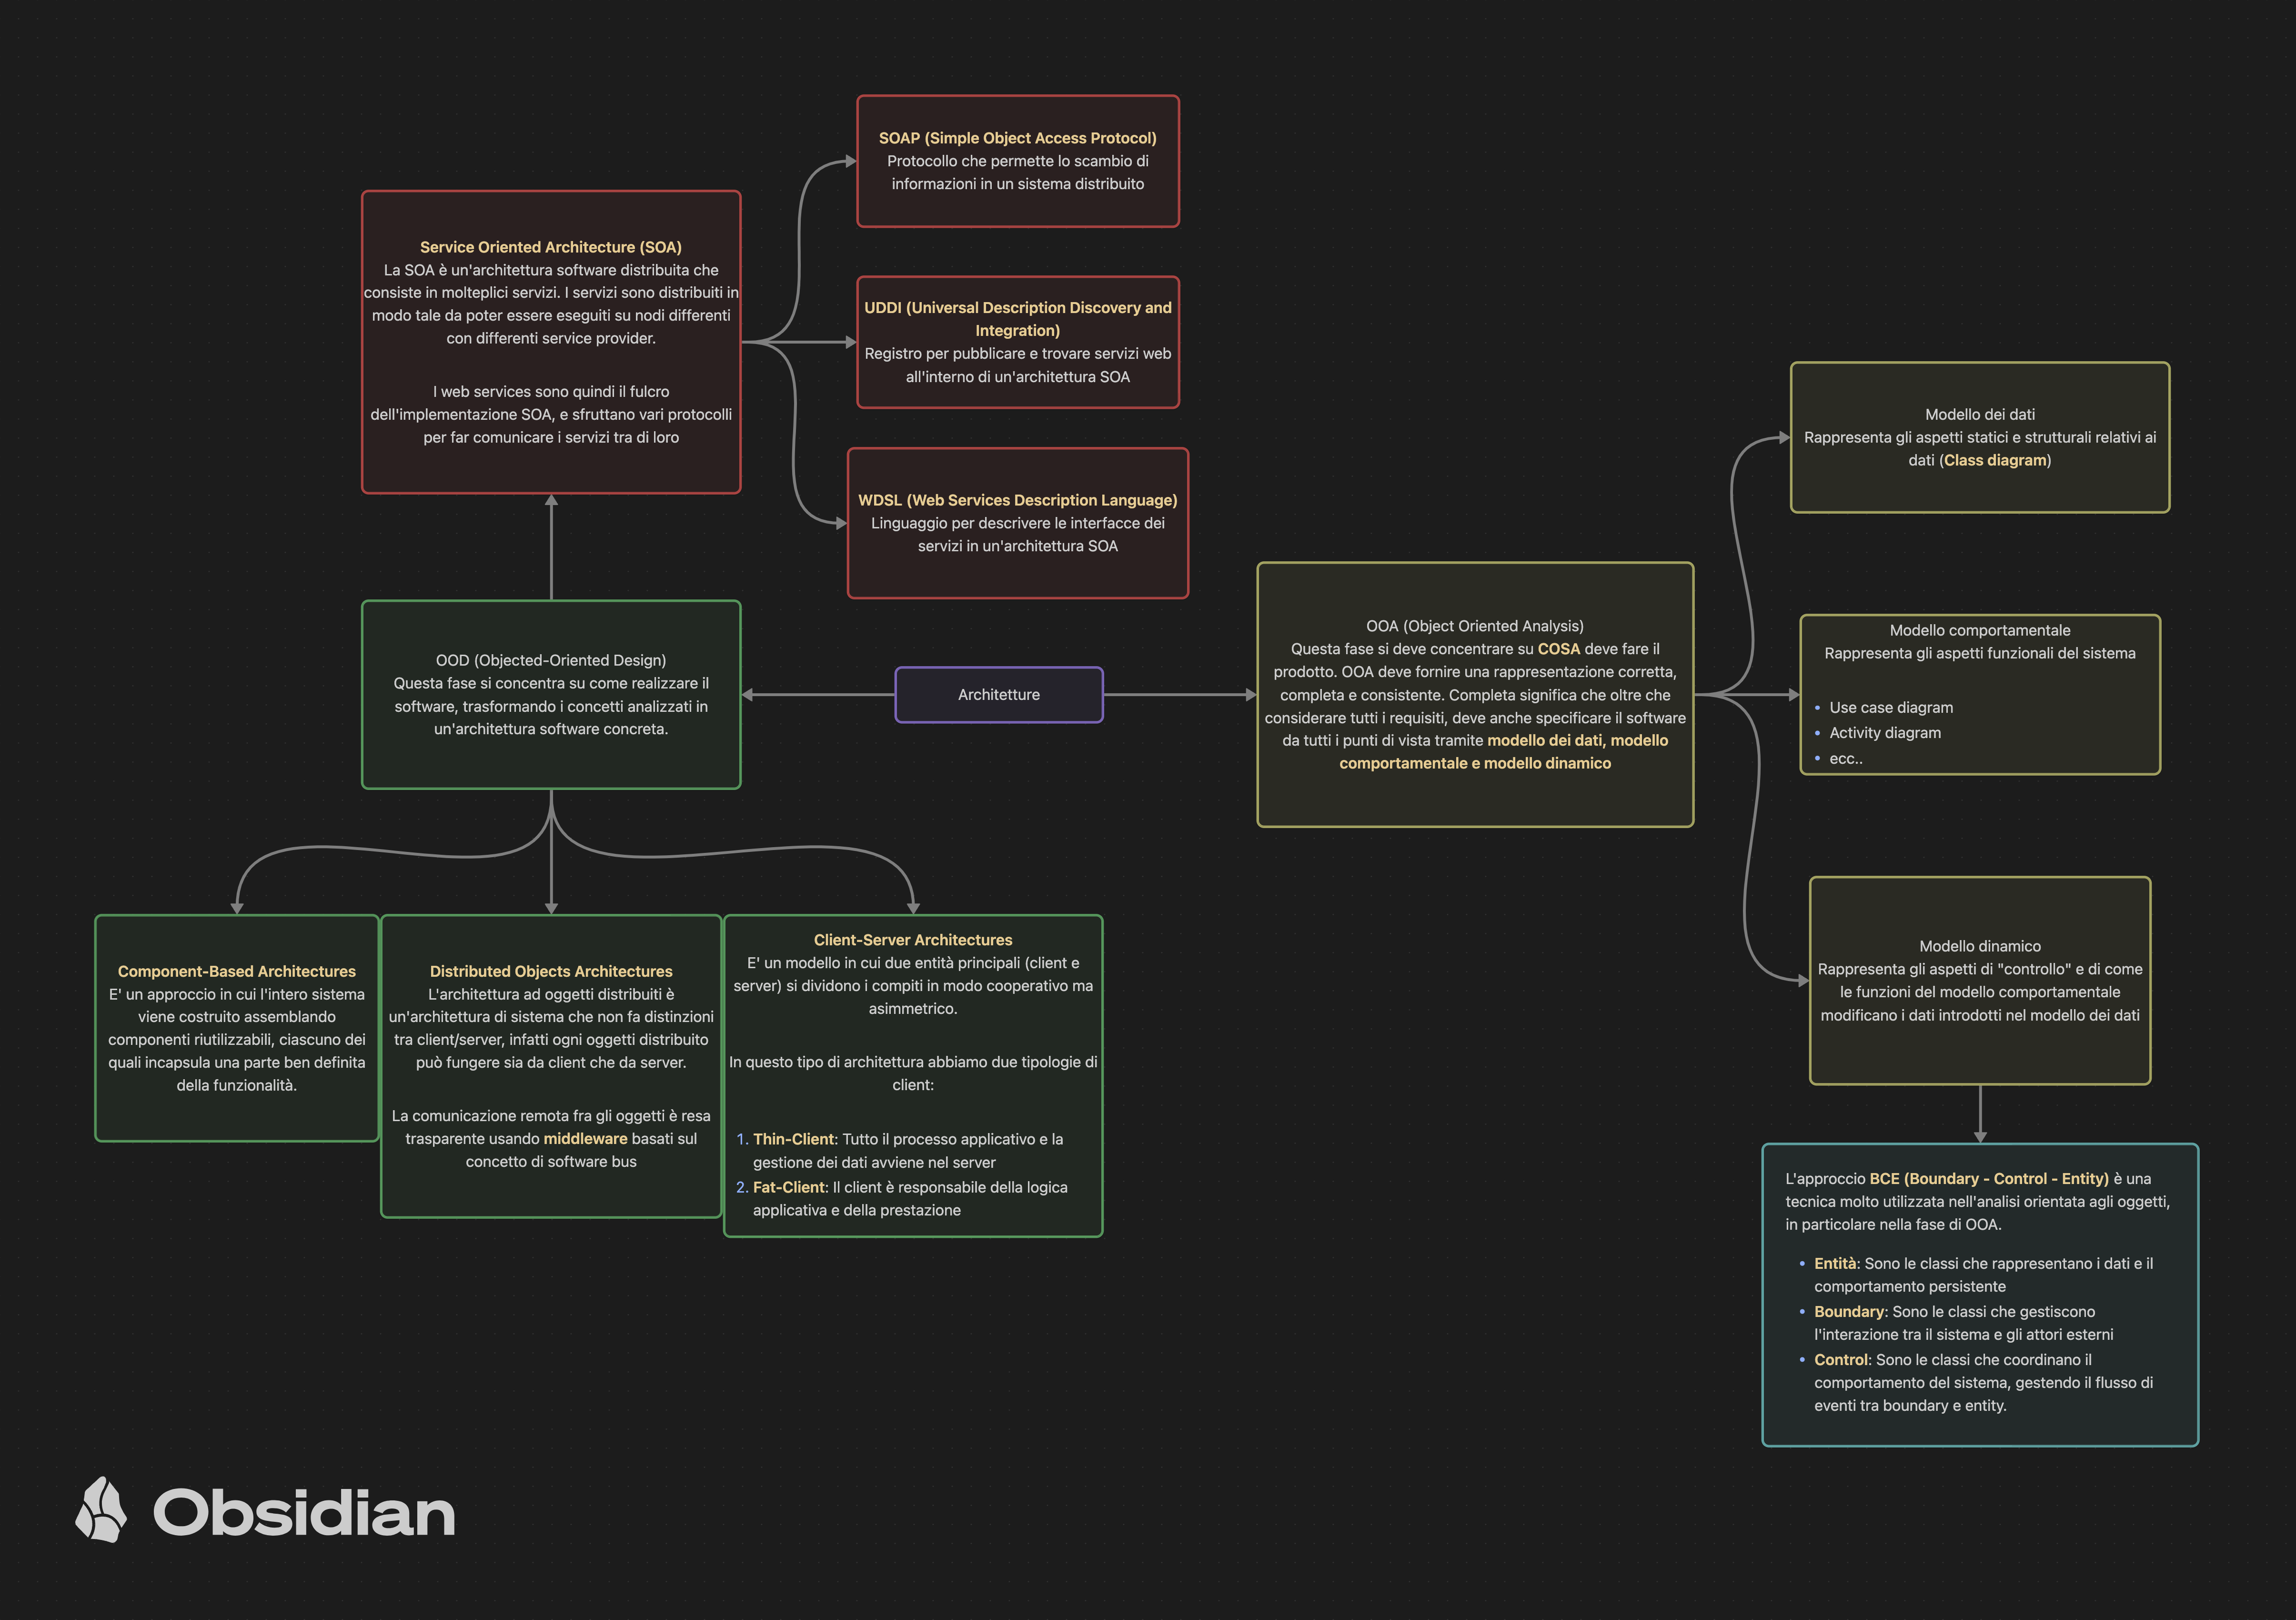 SOAP (Simple Object Access Protocol)
Protocollo che permette lo scambio di
informazioni in un sistema distribuito
Service Oriented Architecture (SOA)
La SOA è un'architettura software distribuita che
consiste in molteplici servizi. I servizi sono distribuiti in
modo tale da poter essere eseguiti su nodi differenti
con differenti service provider.
I web services sono quindi il fulcro
dell'implementazione SOA, e sfruttano vari protocolli
per far comunicare i servizi tra di loro
UDDI (Universal Description Discovery and
Integration)
Registro per pubblicare e trovare servizi web
all'interno di un'architettura SOA
WDSL (Web Services Description Language)
Linguaggio per descrivere le interfacce dei
servizi in un'architettura SOA
Modello dei dati
Rappresenta gli aspetti statici e strutturali relativi ai
dati (Class diagram)
OOD (Objected-Oriented Design)
Questa fase si concentra su come realizzare il
software, trasformando i concetti analizzati in
un'architettura software concreta.
Architetture
OOA (Object Oriented Analysis)
Questa fase si deve concentrare su COSA deve fare il
prodotto. OOA deve fornire una rappresentazione corretta,
completa e consistente. Completa significa che oltre che
considerare tutti i requisiti, deve anche specificare il software
da tutti i punti di vista tramite modello dei dati, modello
comportamentale e modello dinamico
Modello comportamentale
Rappresenta gli aspetti funzionali del sistema
• Use case diagram
• Activity diagram
• ecc..
Component-Based Architectures
E' un approccio in cui l'intero sistema
viene costruito assemblando
componenti riutilizzabili, ciascuno dei
quali incapsula una parte ben definita
della funzionalità.
Distributed Objects Architectures
L'architettura ad oggetti distribuiti è
un'architettura di sistema che non fa distinzioni
tra client/server, infatti ogni oggetti distribuito
può fungere sia da client che da server.
La comunicazione remota fra gli oggetti è resa
trasparente usando middleware basati sul
concetto di software bus
Client-Server Architectures
E' un modello in cui due entità principali (client e
server) si dividono i compiti in modo cooperativo ma
asimmetrico.
In questo tipo di architettura abbiamo due tipologie di
client:
1. Thin-Client: Tutto il processo applicativo e la
gestione dei dati avviene nel server
2. Fat-Client: Il client è responsabile della logica
applicativa e della prestazione
Modello dinamico
Rappresenta gli aspetti di "controllo" e di come
le funzioni del modello comportamentale
modificano i dati introdotti nel modello dei dati
L'approccio BCE (Boundary - Control - Entity) è una
tecnica molto utilizzata nell'analisi orientata agli oggetti,
in particolare nella fase di OOA.
• Entità: Sono le classi che rappresentano i dati e il
comportamento persistente
• Boundary: Sono le classi che gestiscono
l'interazione tra il sistema e gli attori esterni
• Control: Sono le classi che coordinano il
comportamento del sistema, gestendo il flusso di
eventi tra boundary e entity.
Obsidian